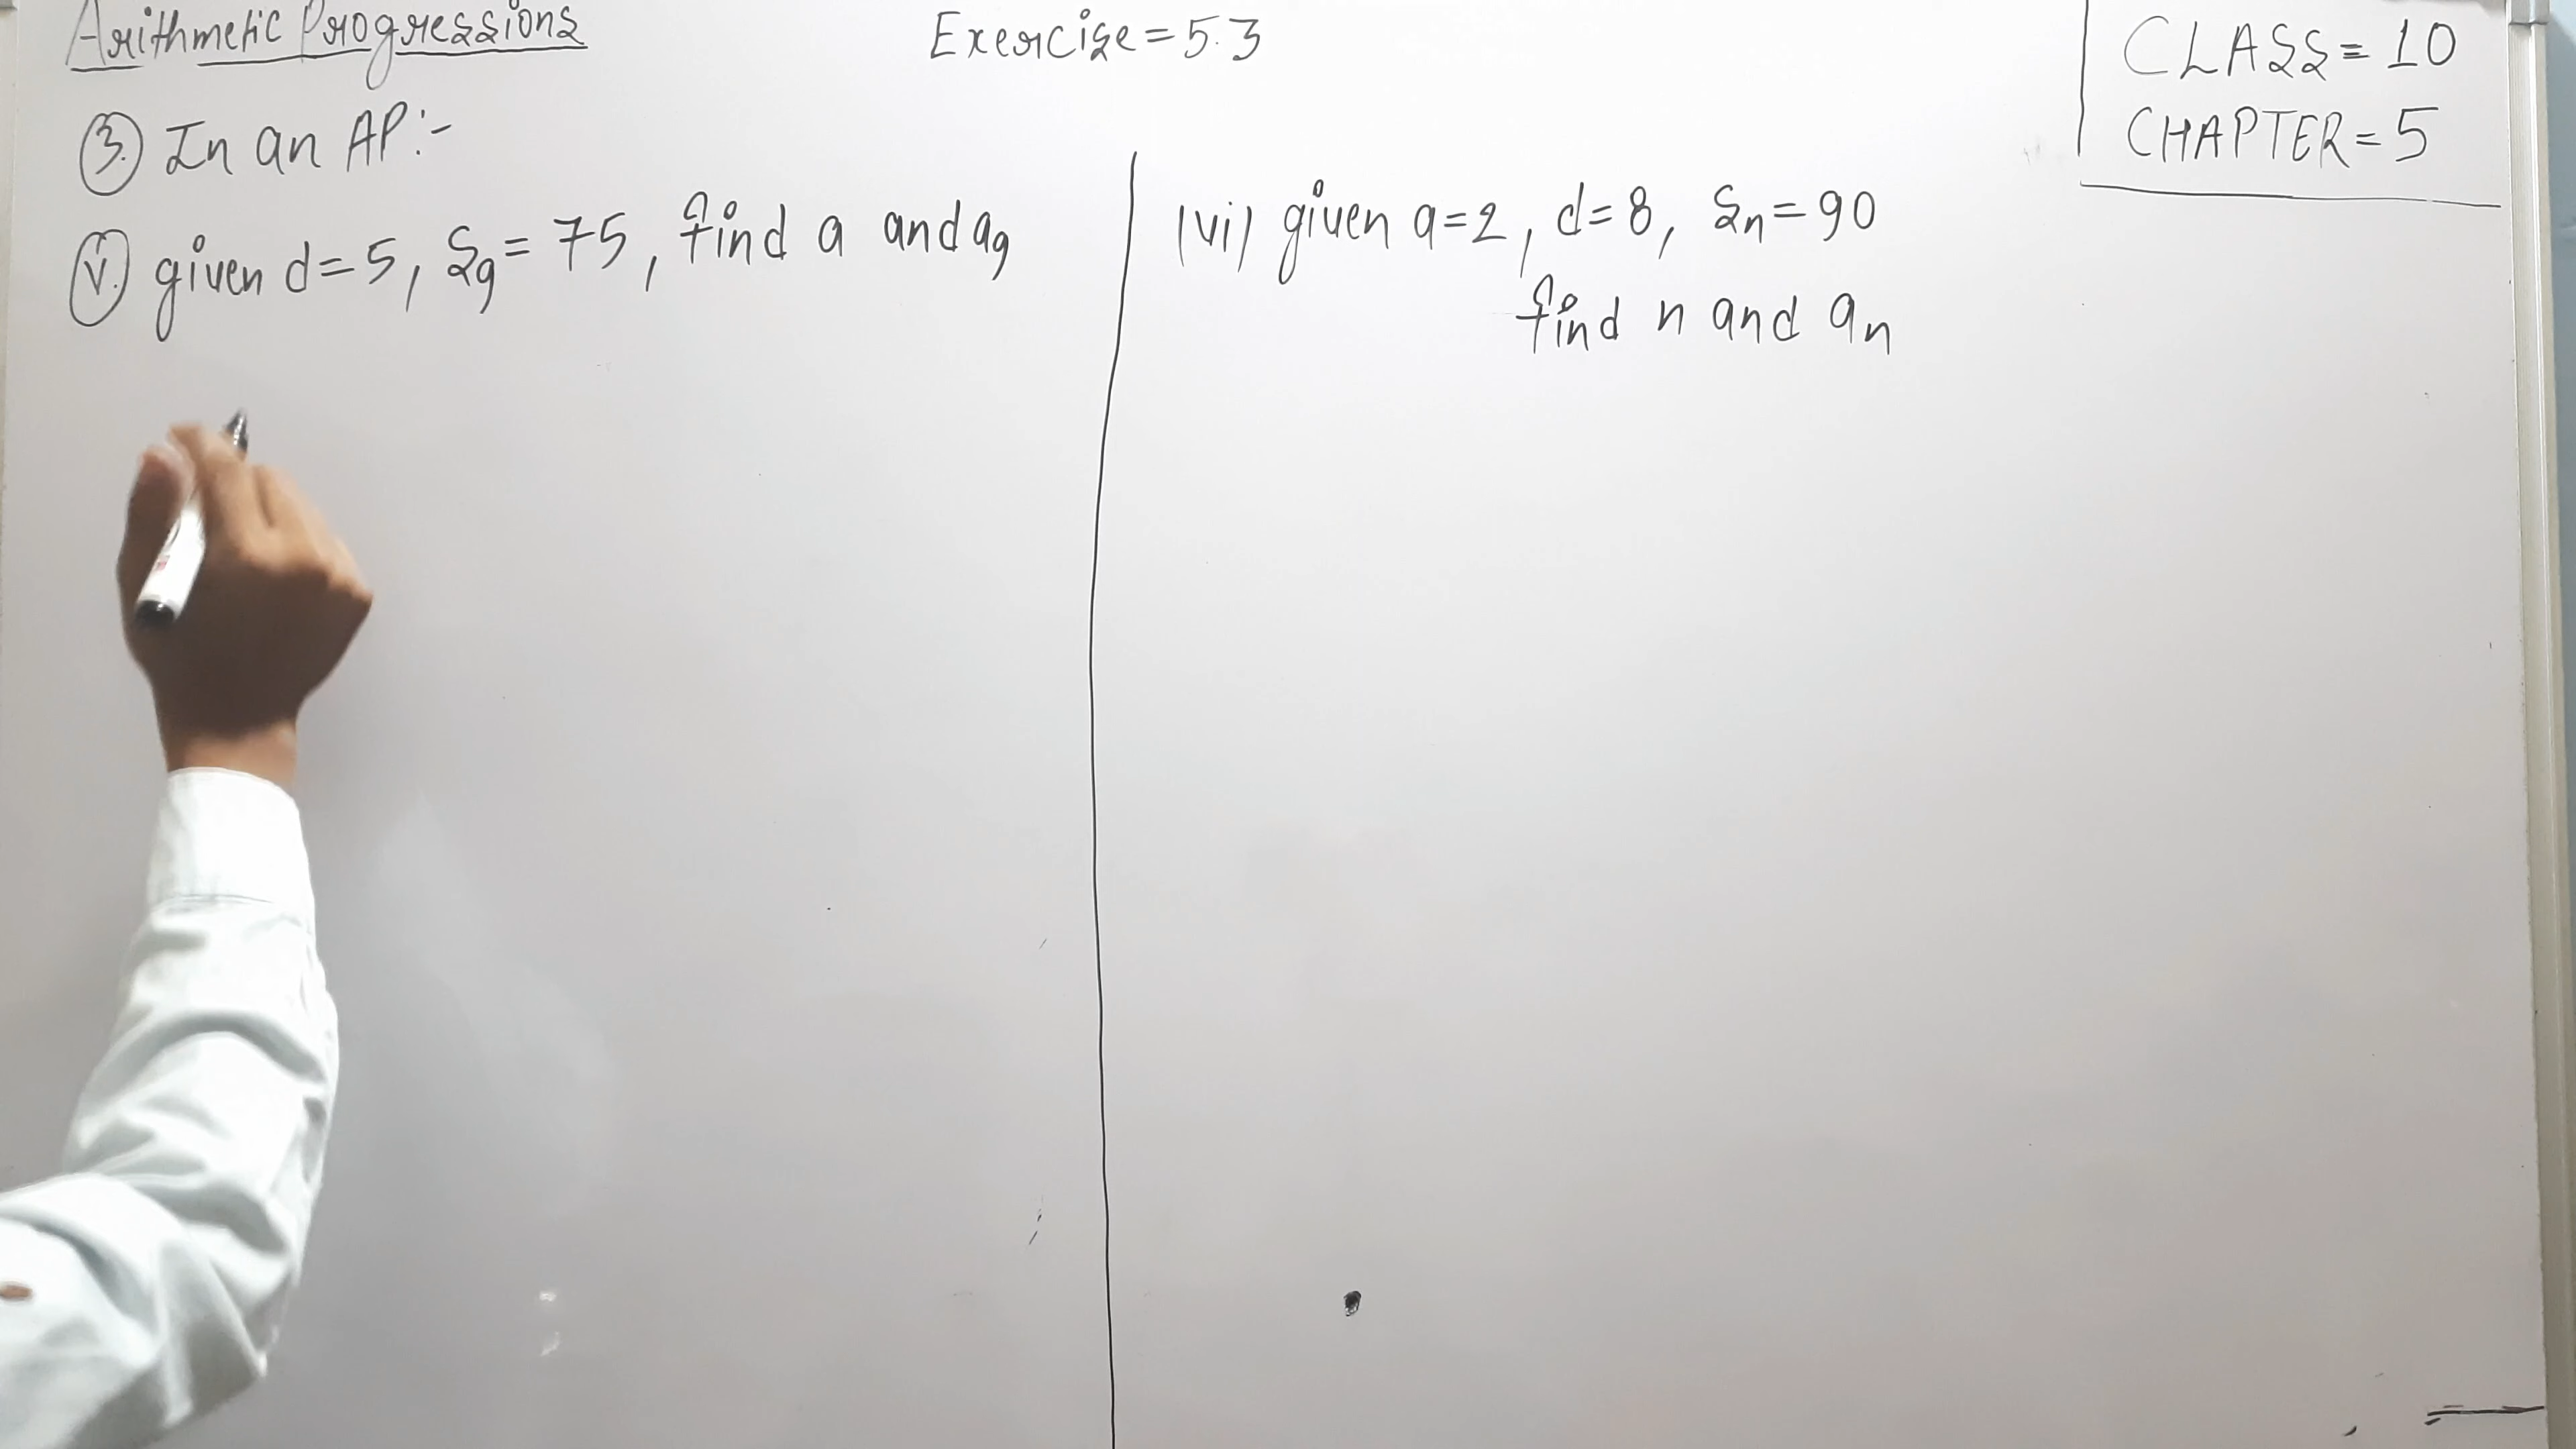 Arithmetic Progressions
Exercise = 5.3
CLASS = 10
CHAPTER = 5
3. In an AP:-
v. given d = 5, S₉ = 75, find a and a₉
(vi) given a = 2, d = 8, Sn = 90
find n and an